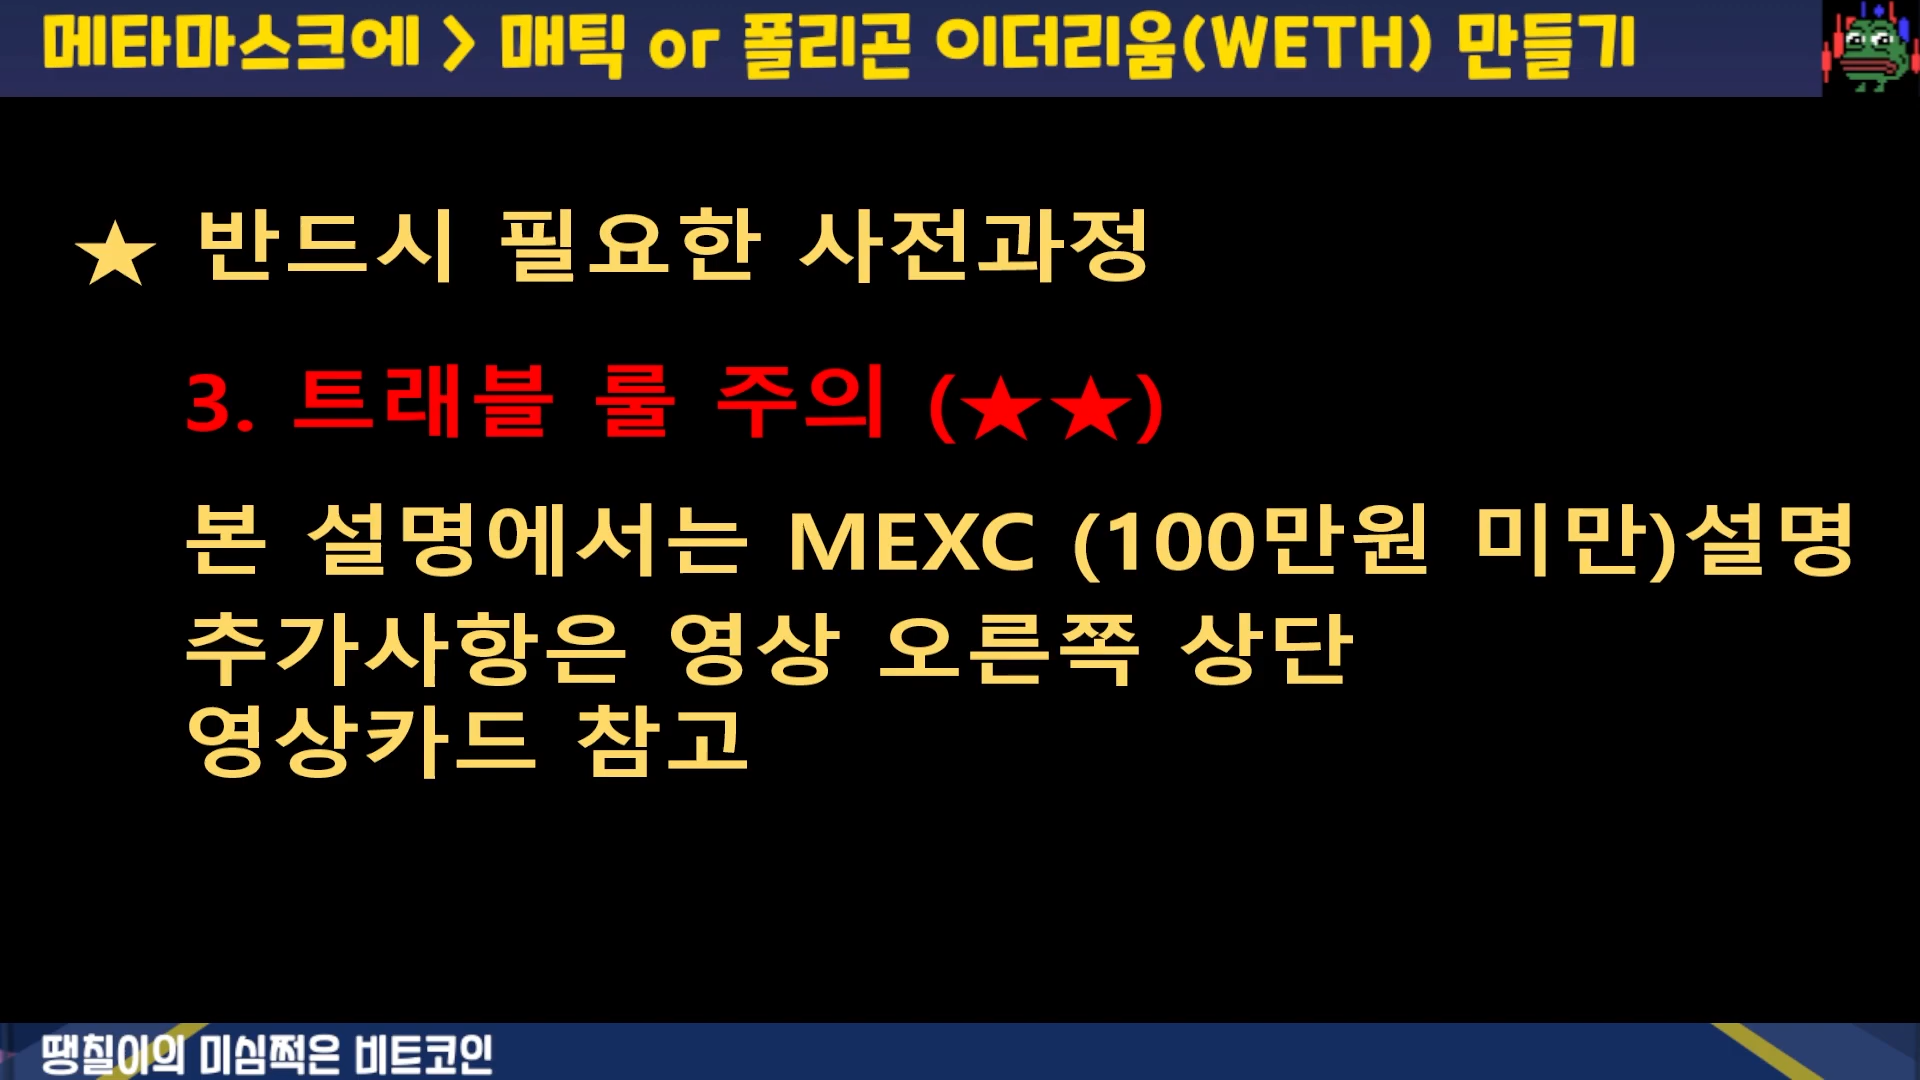 메타마스크에 > 매틱 or 폴리곤 이더리움(WETH) 만들기
★ 반드시 필요한 사전과정
3. 트래블 룰 주의 (★★)
본 설명에서는 MEXC (100만원 미만)설명
추가사항은 영상 오른쪽 상단
영상카드 참고
땡칠이의 미심쩍은 비트코인